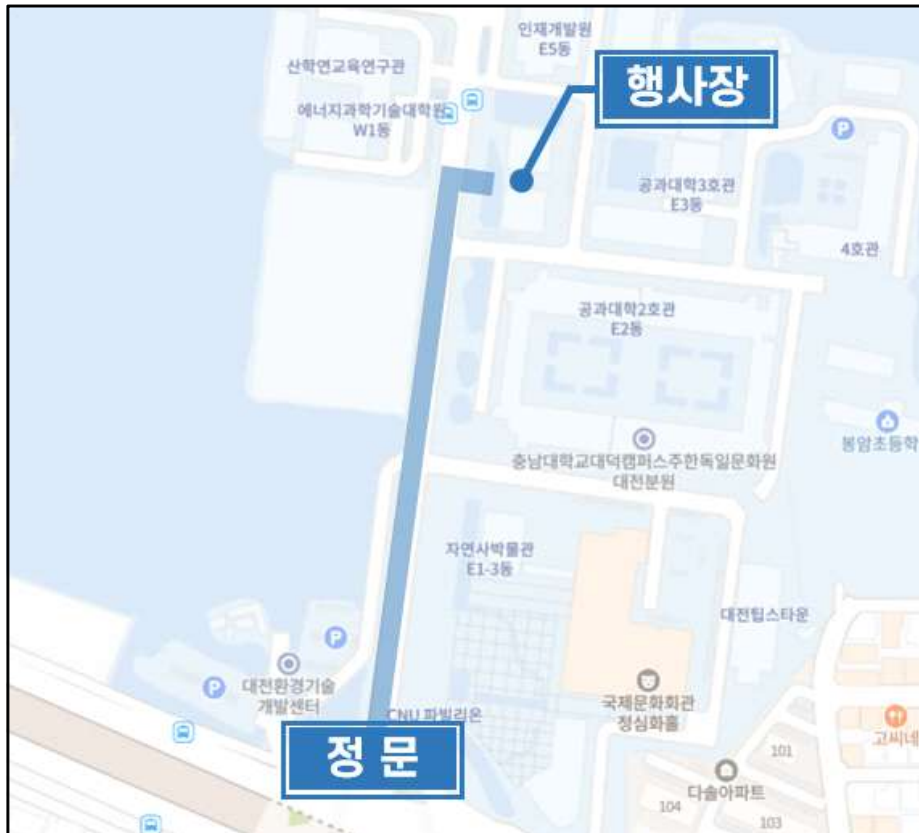 인재개발원
E5동
산학연교육연구관
행사장
에너지과학기술대학원
W1동
P
공과대학3호관
E3동
4호관
공과대학2호관
E2동
봉암초등학
충남대학교대덕캠퍼스주한독일문화원
대전분원
자연사박물관
E1-3동
대전팁스타운
P
대전환경기술
개발센터
P
국제문화회관
정심화홀
CNU 파빌리온
고씨네
정 문
101
다솔아파트
104
103